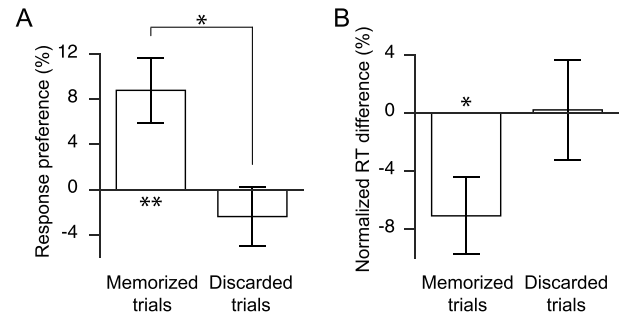 A
Response preference (%)
12
8
4
0
-4
*
**
Memorized
trials
Discarded
trials
B
Normalized RT difference (%)
4
0
-4
-8
*
Memorized
trials
Discarded
trials